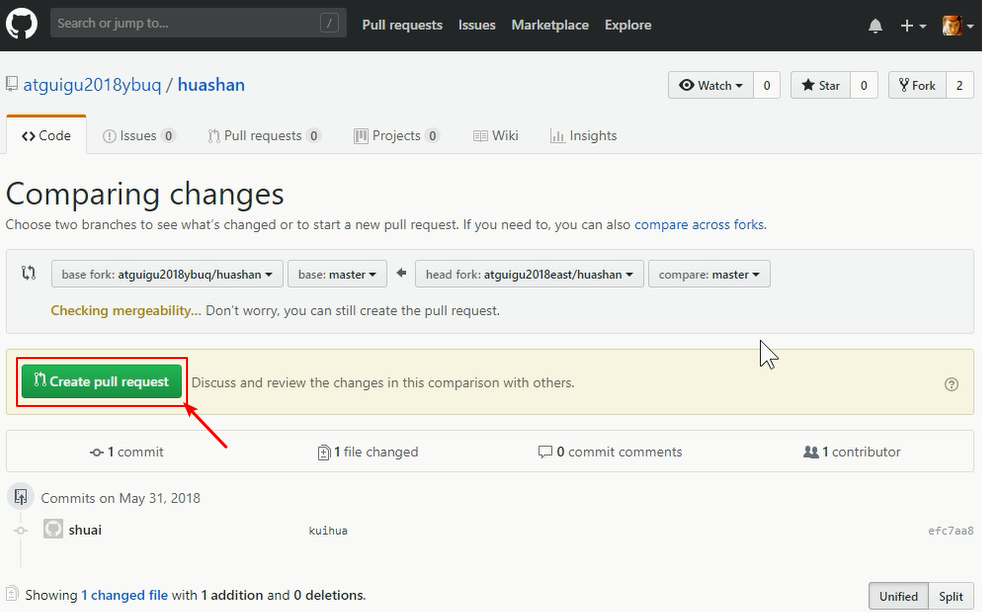 Search or jump to... /
Pull requests Issues Marketplace Explore
atguigu2018ybuq / huashan
Watch 0 Star 0 Fork 2
Code Issues 0 Pull requests 0 Projects 0 Wiki Insights
Comparing changes
Choose two branches to see what's changed or to start a new pull request. If you need to, you can also compare across forks.
base fork: atguigu2018ybuq/huashan base: master head fork: atguigu2018east/huashan compare: master
Checking mergeability... Don't worry, you can still create the pull request.
Create pull request Discuss and review the changes in this comparison with others.
1 commit 1 file changed 0 commit comments 1 contributor
Commits on May 31, 2018
shuai kuihua efc7aa8
Showing 1 changed file with 1 addition and 0 deletions.
Unified Split